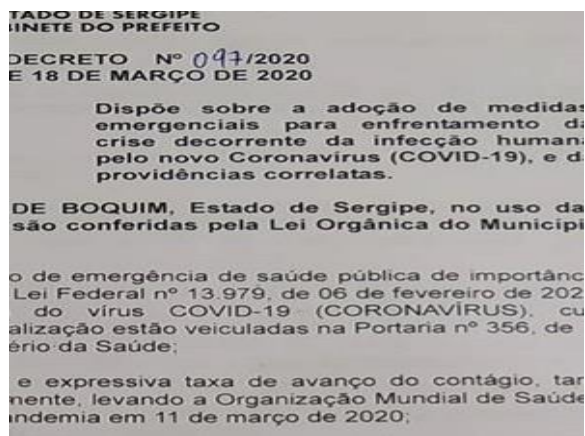 TADO DE SERGIPE
BINETE DO PREFEITO
DECRETO Nº 097/2020
E 18 DE MARÇO DE 2020
Dispõe sobre a adoção de medidas
emergenciais para enfrentamento da
crise decorrente da infecção humana
pelo novo Coronavírus (COVID-19), e d
providências correlatas.
DE BOQUIM, Estado de Sergipe, no uso da
são conferidas pela Lei Orgânica do Municípi
o de emergência de saúde pública de importânc
Lei Federal nº 13.979, de 06 de fevereiro de 202
do vírus COVID-19 (CORONAVÍRUS), cu
alização estão veiculadas na Portaria nº 356, de
ério da Saúde;
e expressiva taxa de avanço do contágio, tar
mente, levando a Organização Mundial de Saúde
andemia em 11 de março de 2020;